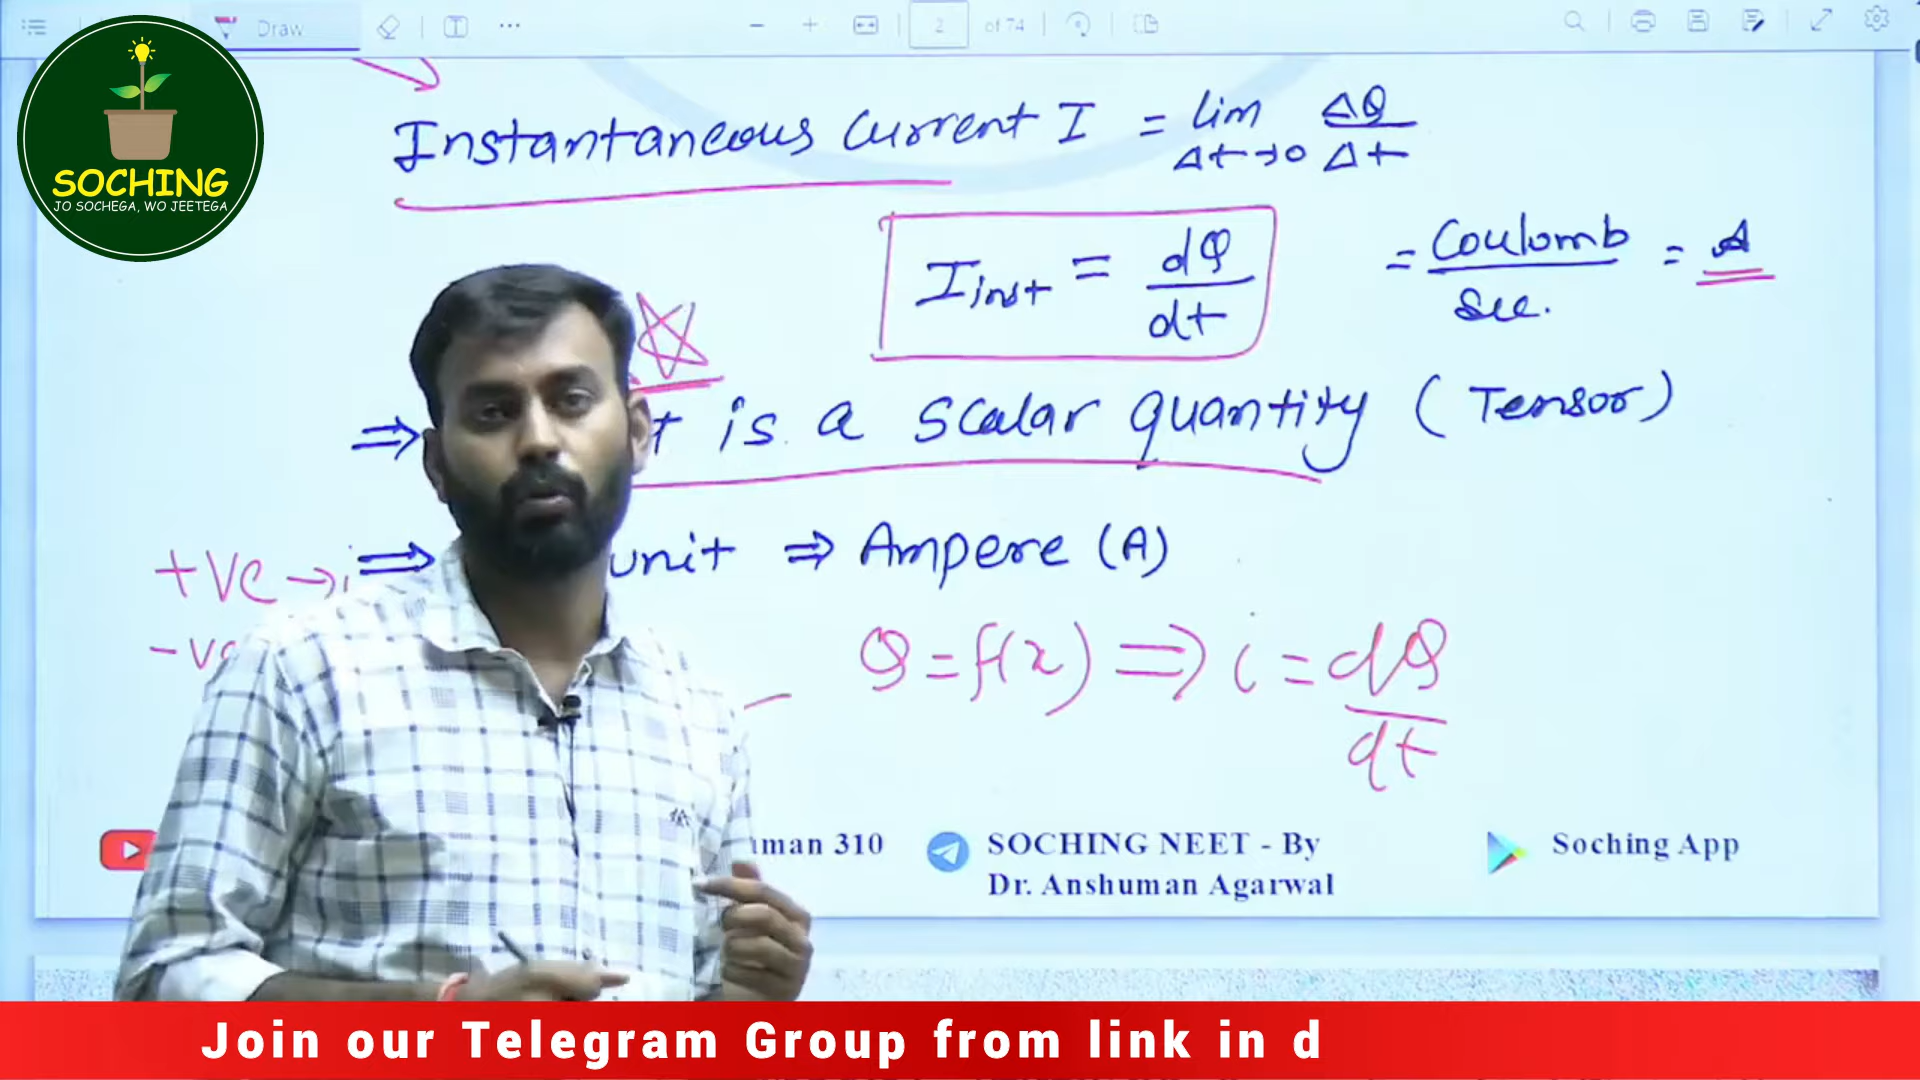 Draw
2 of 74
SOCHING
JO SOCHEGA, WO JEETEGA
Instantaneous Current I = lim Δt→0 ΔQ/Δt
I inst = dQ/dt = Coulomb/Sec. = A
⇒ is a scalar quantity (Tensor)
⇒ unit ⇒ Ampere (A)
+ve → i
-ve
Q = f(x) ⇒ i = dQ/dt
man 310
SOCHING NEET - By
Dr. Anshuman Agarwal
Soching App
Join our Telegram Group from link in d